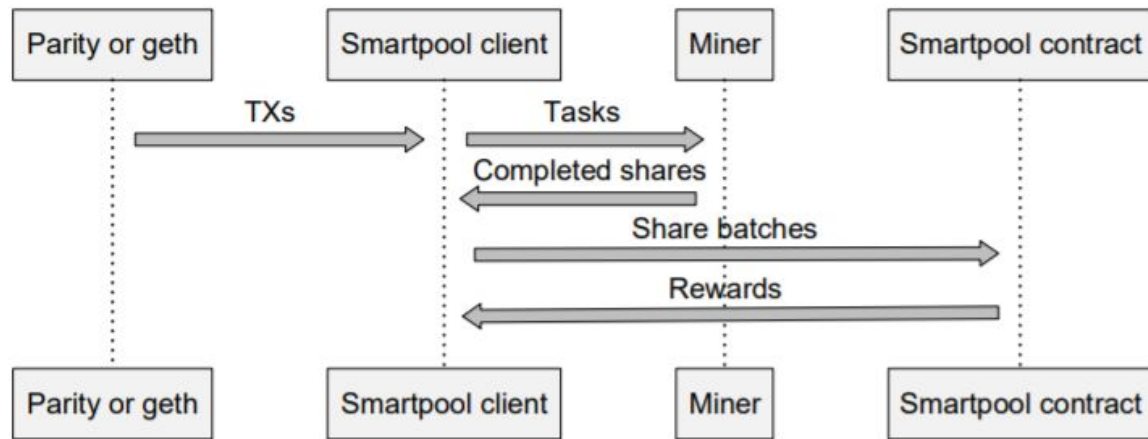 Parity or geth
Smartpool client
Miner
Smartpool contract
TXs
Tasks
Completed shares
Share batches
Rewards
Parity or geth
Smartpool client
Miner
Smartpool contract